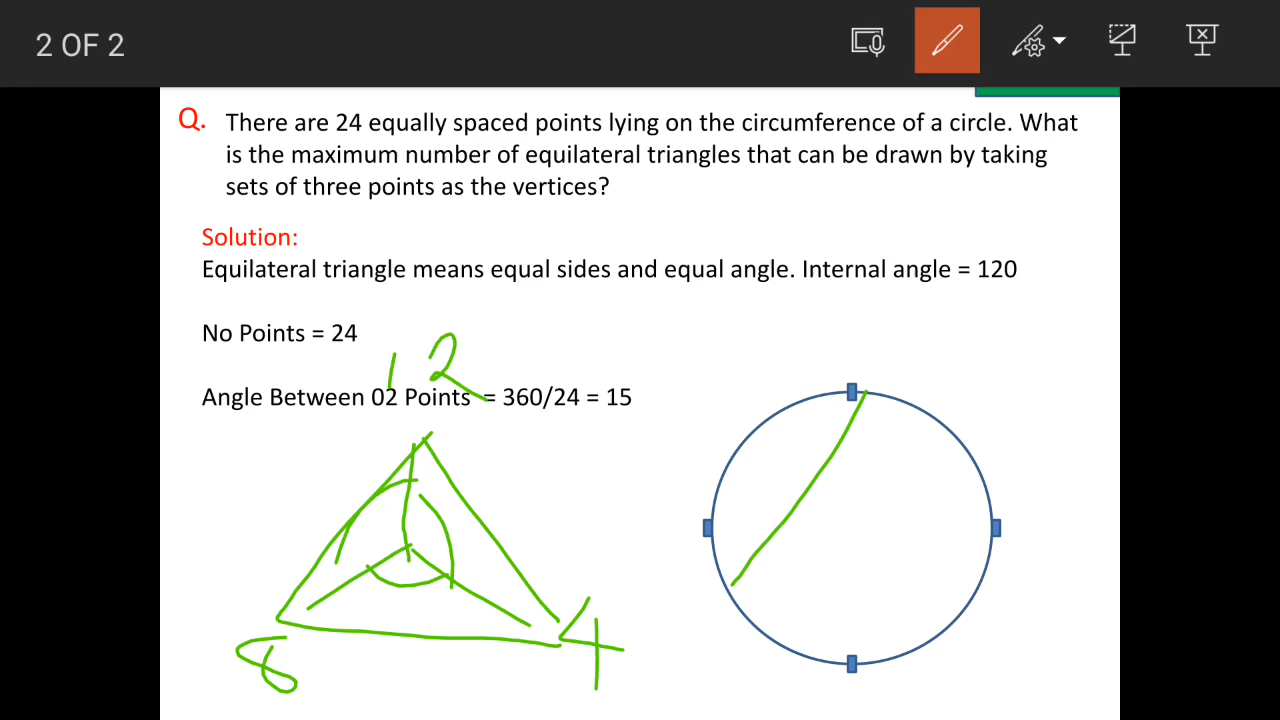 2 OF 2
Q. There are 24 equally spaced points lying on the circumference of a circle. What
is the maximum number of equilateral triangles that can be drawn by taking
sets of three points as the vertices?
Solution:
Equilateral triangle means equal sides and equal angle. Internal angle = 120
No Points = 24
12
Angle Between 02 Points = 360/24 = 15
8 4